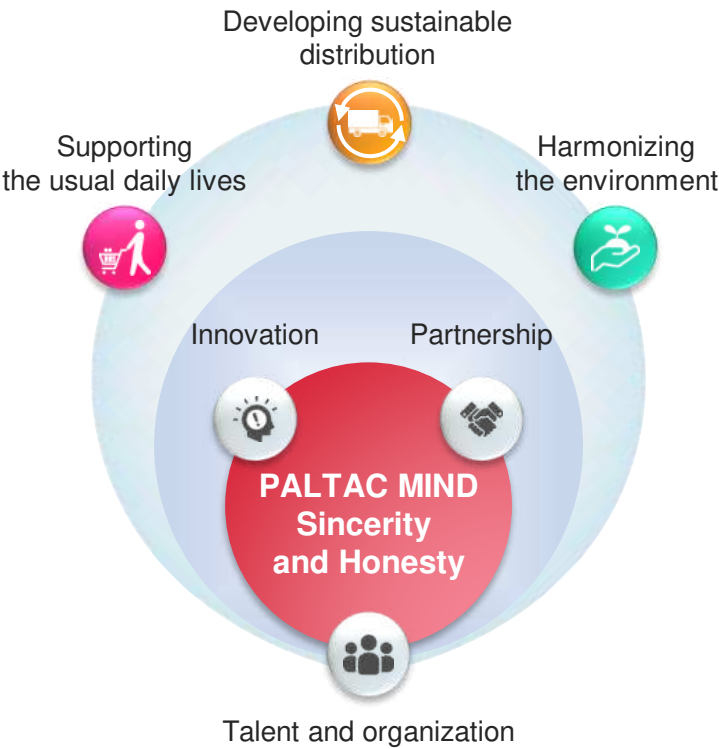 Developing sustainable
distribution
Supporting
the usual daily lives
Harmonizing
the environment
Innovation
Partnership
PALTAC MIND
Sincerity
and Honesty
Talent and organization